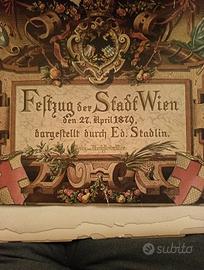 Festzug der Stadt Wien
den 27. April 1879,
dargestellt durch Ed. Stadlin.
subito